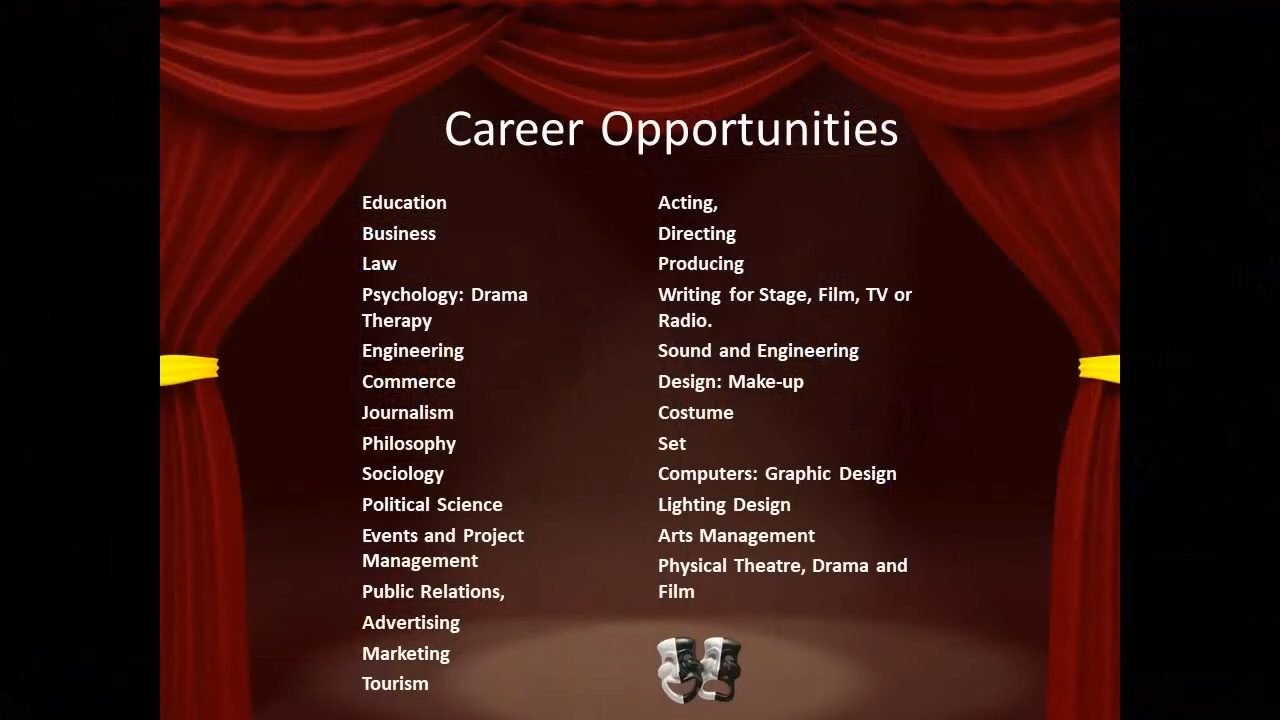 Career Opportunities
Education
Business
Law
Psychology: Drama
Therapy
Engineering
Commerce
Journalism
Philosophy
Sociology
Political Science
Events and Project
Management
Public Relations,
Advertising
Marketing
Tourism
Acting,
Directing
Producing
Writing for Stage, Film, TV or
Radio.
Sound and Engineering
Design: Make-up
Costume
Set
Computers: Graphic Design
Lighting Design
Arts Management
Physical Theatre, Drama and
Film